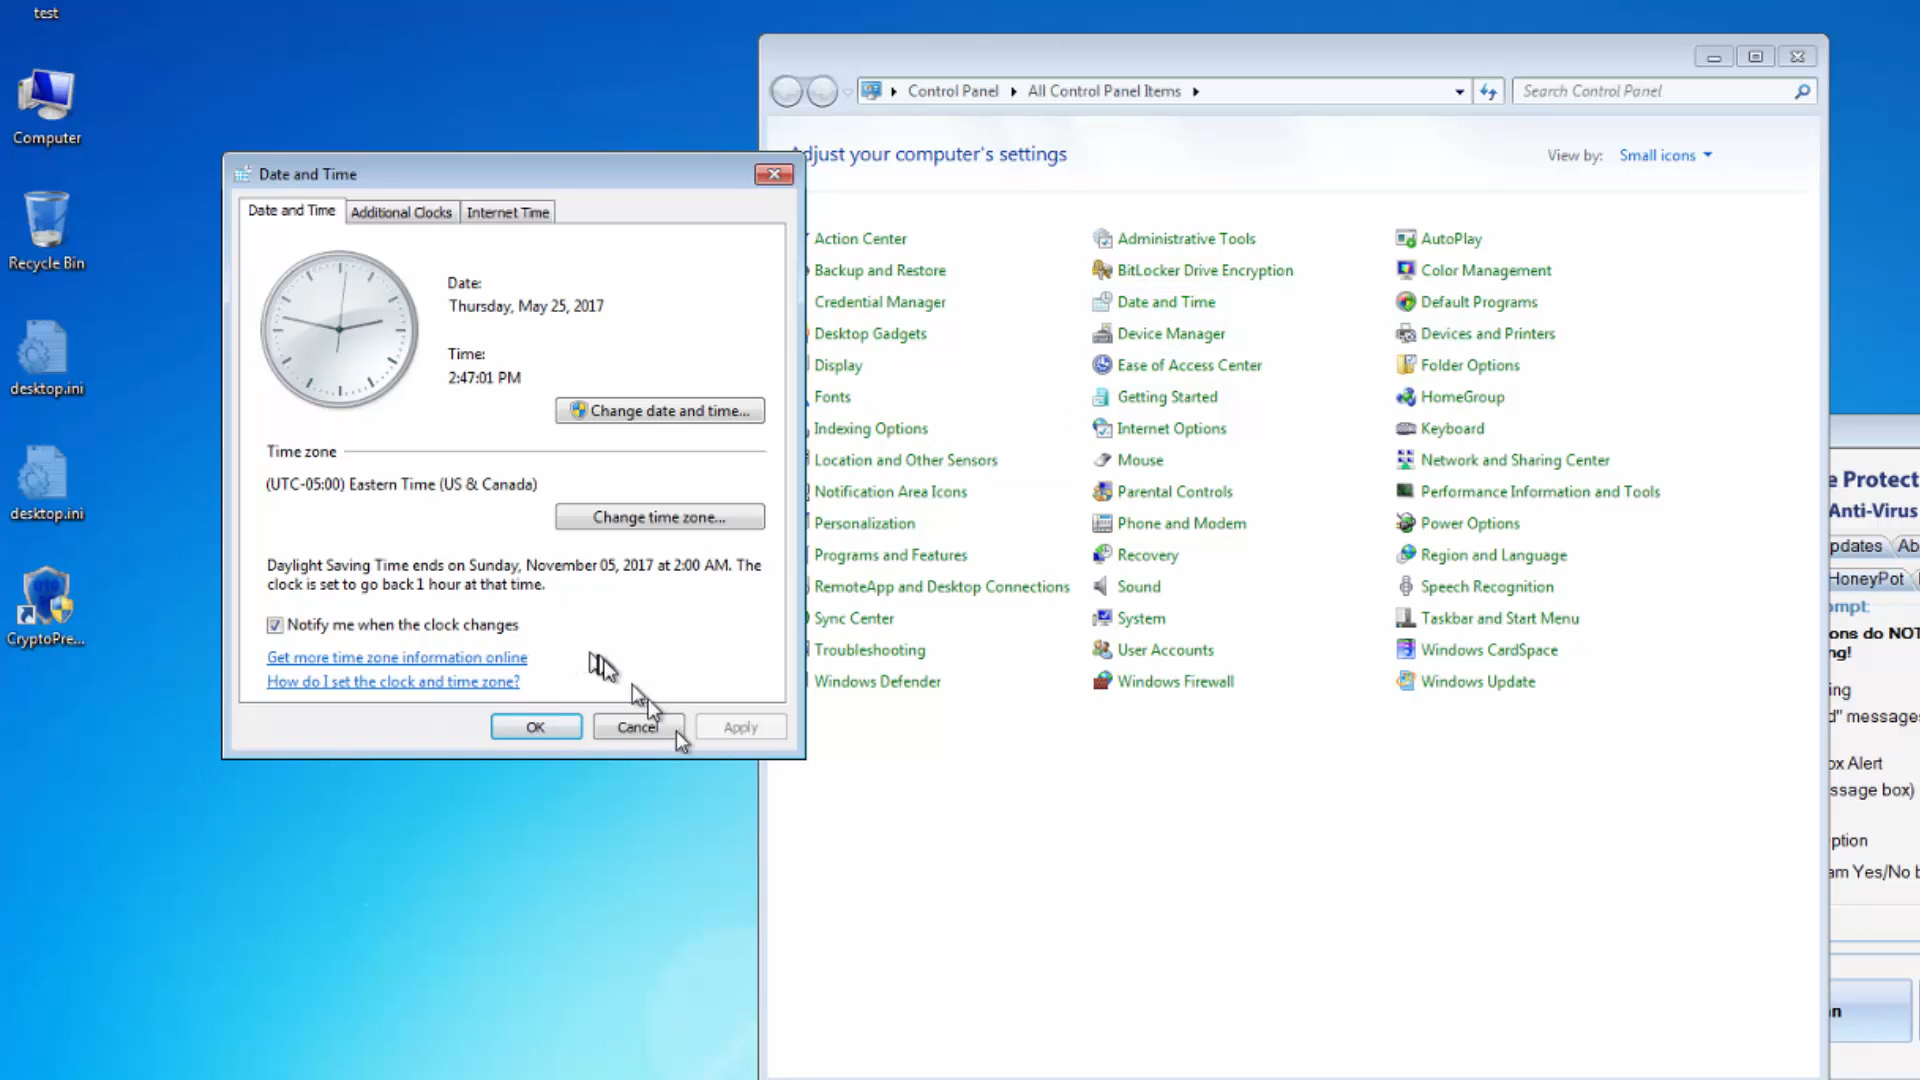 test
Computer
Recycle Bin
desktop.ini
desktop.ini
CryptoPre...
Date and Time
Date and Time
Additional Clocks
Internet Time
Date:
Thursday, May 25, 2017
Time:
2:47:01 PM
Change date and time...
Time zone
(UTC-05:00) Eastern Time (US & Canada)
Change time zone...
Daylight Saving Time ends on Sunday, November 05, 2017 at 2:00 AM. The
clock is set to go back 1 hour at that time.
Notify me when the clock changes
Get more time zone information online
How do I set the clock and time zone?
OK
Cancel
Apply
Control Panel
All Control Panel Items
Search Control Panel
Adjust your computer's settings
View by: Small icons
Action Center
Administrative Tools
AutoPlay
Backup and Restore
BitLocker Drive Encryption
Color Management
Credential Manager
Date and Time
Default Programs
Desktop Gadgets
Device Manager
Devices and Printers
Display
Ease of Access Center
Folder Options
Fonts
Getting Started
HomeGroup
Indexing Options
Internet Options
Keyboard
Location and Other Sensors
Mouse
Network and Sharing Center
Notification Area Icons
Parental Controls
Performance Information and Tools
Personalization
Phone and Modem
Power Options
Programs and Features
Recovery
Region and Language
RemoteApp and Desktop Connections
Sound
Speech Recognition
Sync Center
System
Taskbar and Start Menu
Troubleshooting
User Accounts
Windows CardSpace
Windows Defender
Windows Firewall
Windows Update
e Protect
Anti-Virus
pdates
Ab
HoneyPot
ompt:
ons do NOT
ng!
ing
d" messages
ox Alert
ssage box)
ption
am Yes/No b
n